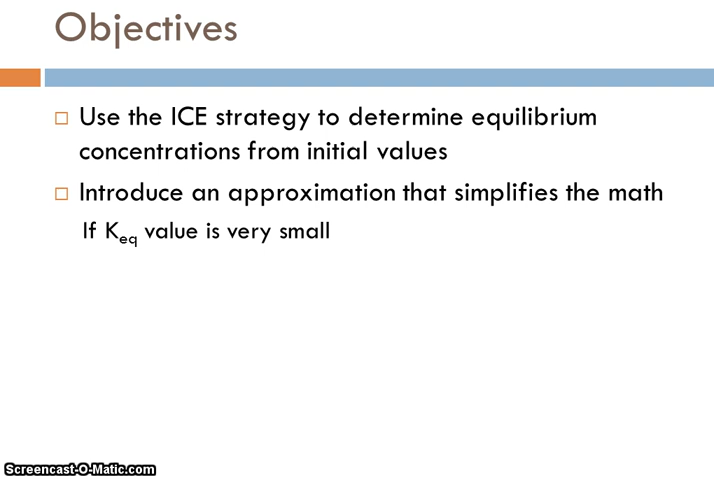 Objectives
Use the ICE strategy to determine equilibrium
concentrations from initial values
Introduce an approximation that simplifies the math
If Keq value is very small
Screencast-O-Matic.com